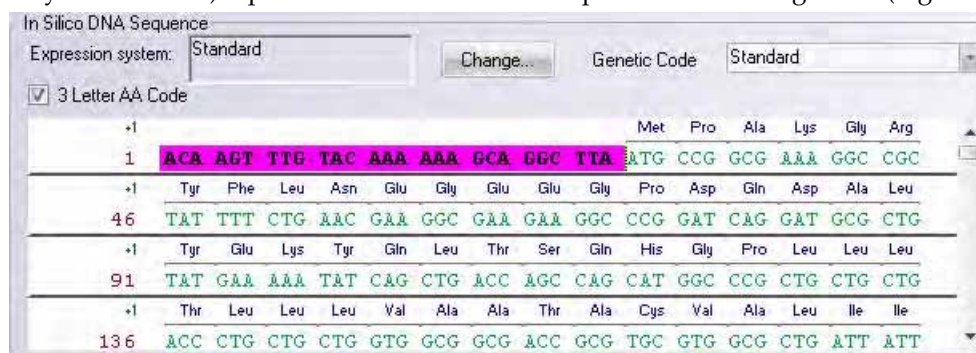 In Silico DNA Sequence
Expression system: Standard Change... Genetic Code Standard
3 Letter AA Code
+1 Met Pro Ala Lys Gly Arg
1 ACA AGT TTG TAC AAA AAA GCA GGC TTA ATG CCG GCG AAA GGC CGC
+1 Tyr Phe Leu Asn Glu Gly Glu Glu Gly Pro Asp Gln Asp Ala Leu
46 TAT TTT CTG AAC GAA GGC GAA GAA GGC CCG GAT CAG GAT GCG CTG
+1 Tyr Glu Lys Tyr Gln Leu Thr Ser Gln His Gly Pro Leu Leu Leu
91 TAT GAA AAA TAT CAG CTG ACC AGC CAG CAT GGC CCG CTG CTG CTG
+1 Thr Leu Leu Leu Val Ala Ala Thr Ala Cys Val Ala Leu Ile Ile
136 ACC CTG CTG CTG GTG GCG GCG ACC GCG TGC GTG GCG CTG ATT ATT